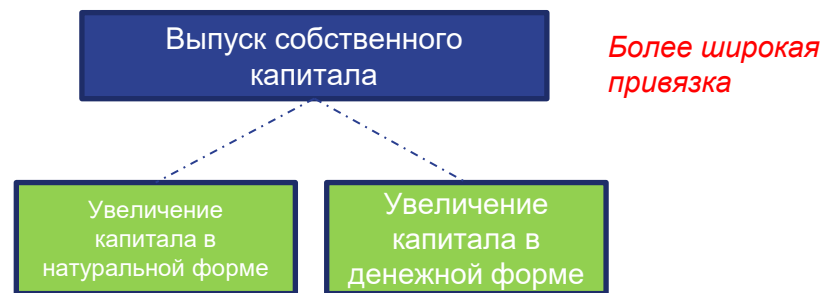 Выпуск собственного
капитала
Более широкая
привязка
Увеличение
капитала в
натуральной форме
Увеличение
капитала в
денежной форме